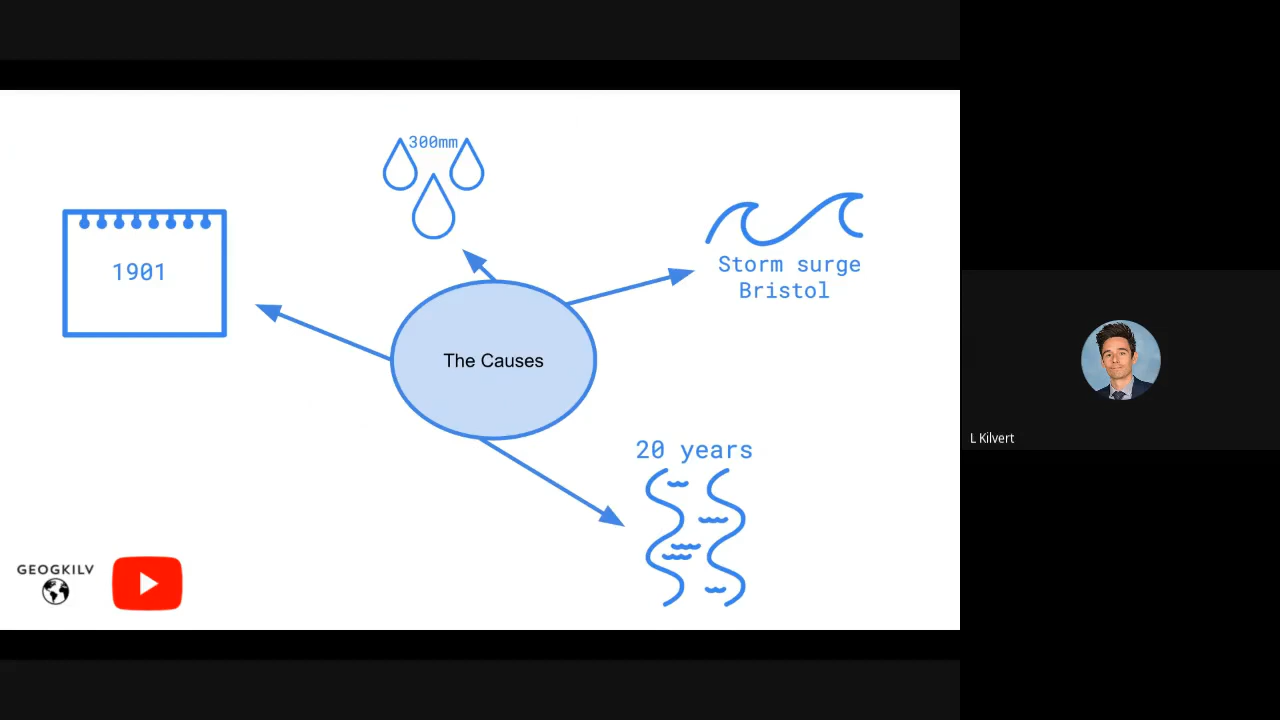 300mm
1901
Storm surge
Bristol
The Causes
20 years
GEOGKILV
L Kilvert